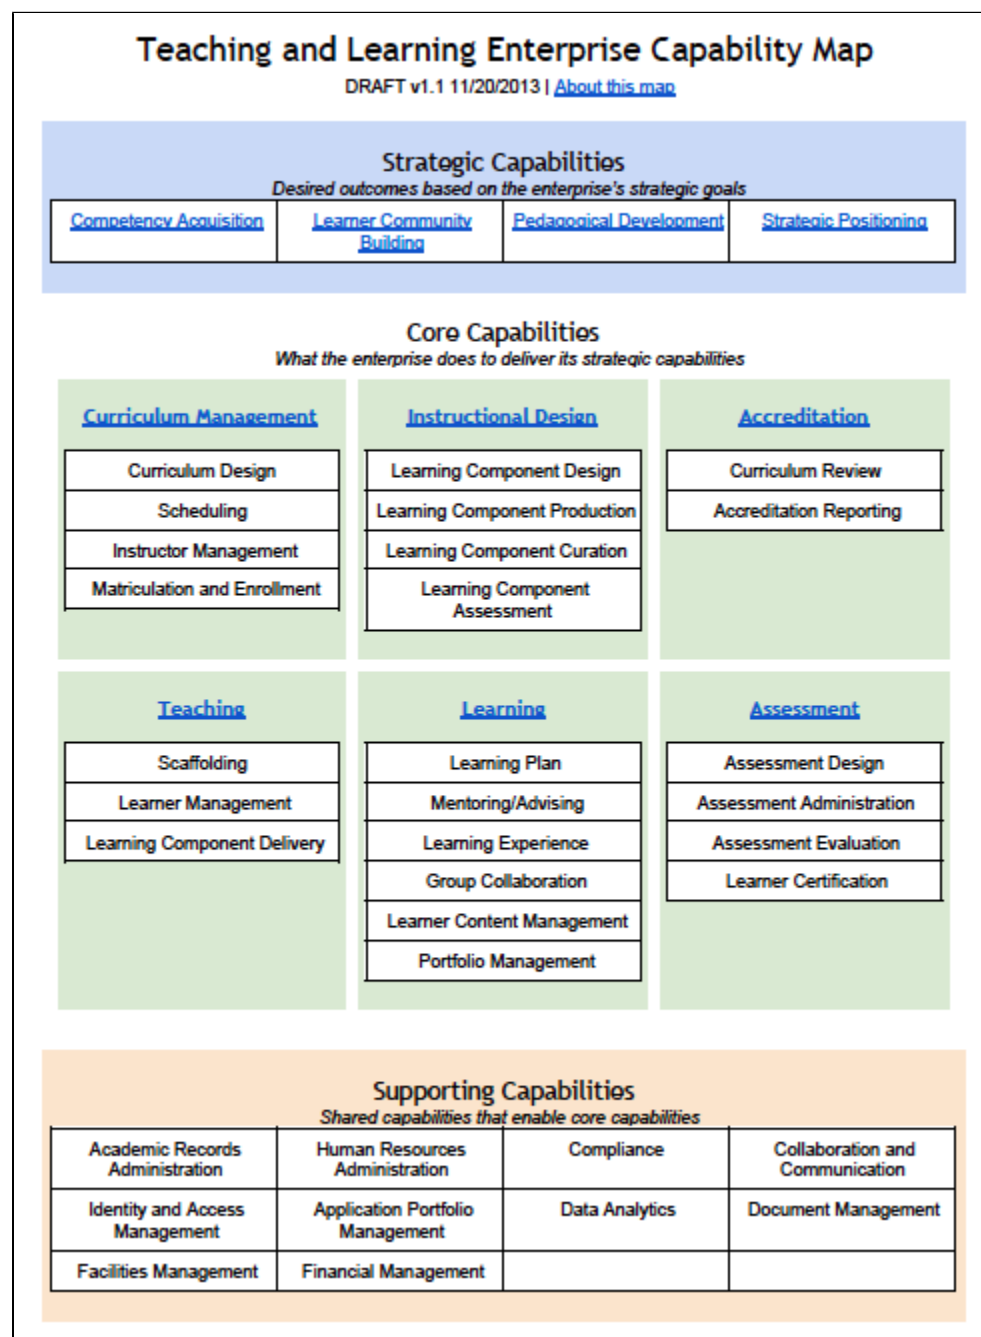 Teaching and Learning Enterprise Capability Map
DRAFT v1.1 11/20/2013 | About this map
Strategic Capabilities
Desired outcomes based on the enterprise's strategic goals
Competency Acquisition
Learner Community
Building
Pedagogical Development
Strategic Positioning
Core Capabilities
What the enterprise does to deliver its strategic capabilities
Curriculum Management
Curriculum Design
Scheduling
Instructor Management
Matriculation and Enrollment
Instructional Design
Learning Component Design
Learning Component Production
Learning Component Curation
Learning Component
Assessment
Accreditation
Curriculum Review
Accreditation Reporting
Teaching
Scaffolding
Learner Management
Learning Component Delivery
Learning
Learning Plan
Mentoring/Advising
Learning Experience
Group Collaboration
Learner Content Management
Portfolio Management
Assessment
Assessment Design
Assessment Administration
Assessment Evaluation
Learner Certification
Supporting Capabilities
Shared capabilities that enable core capabilities
Academic Records
Administration
Human Resources
Administration
Compliance
Collaboration and
Communication
Identity and Access
Management
Application Portfolio
Management
Data Analytics
Document Management
Facilities Management
Financial Management